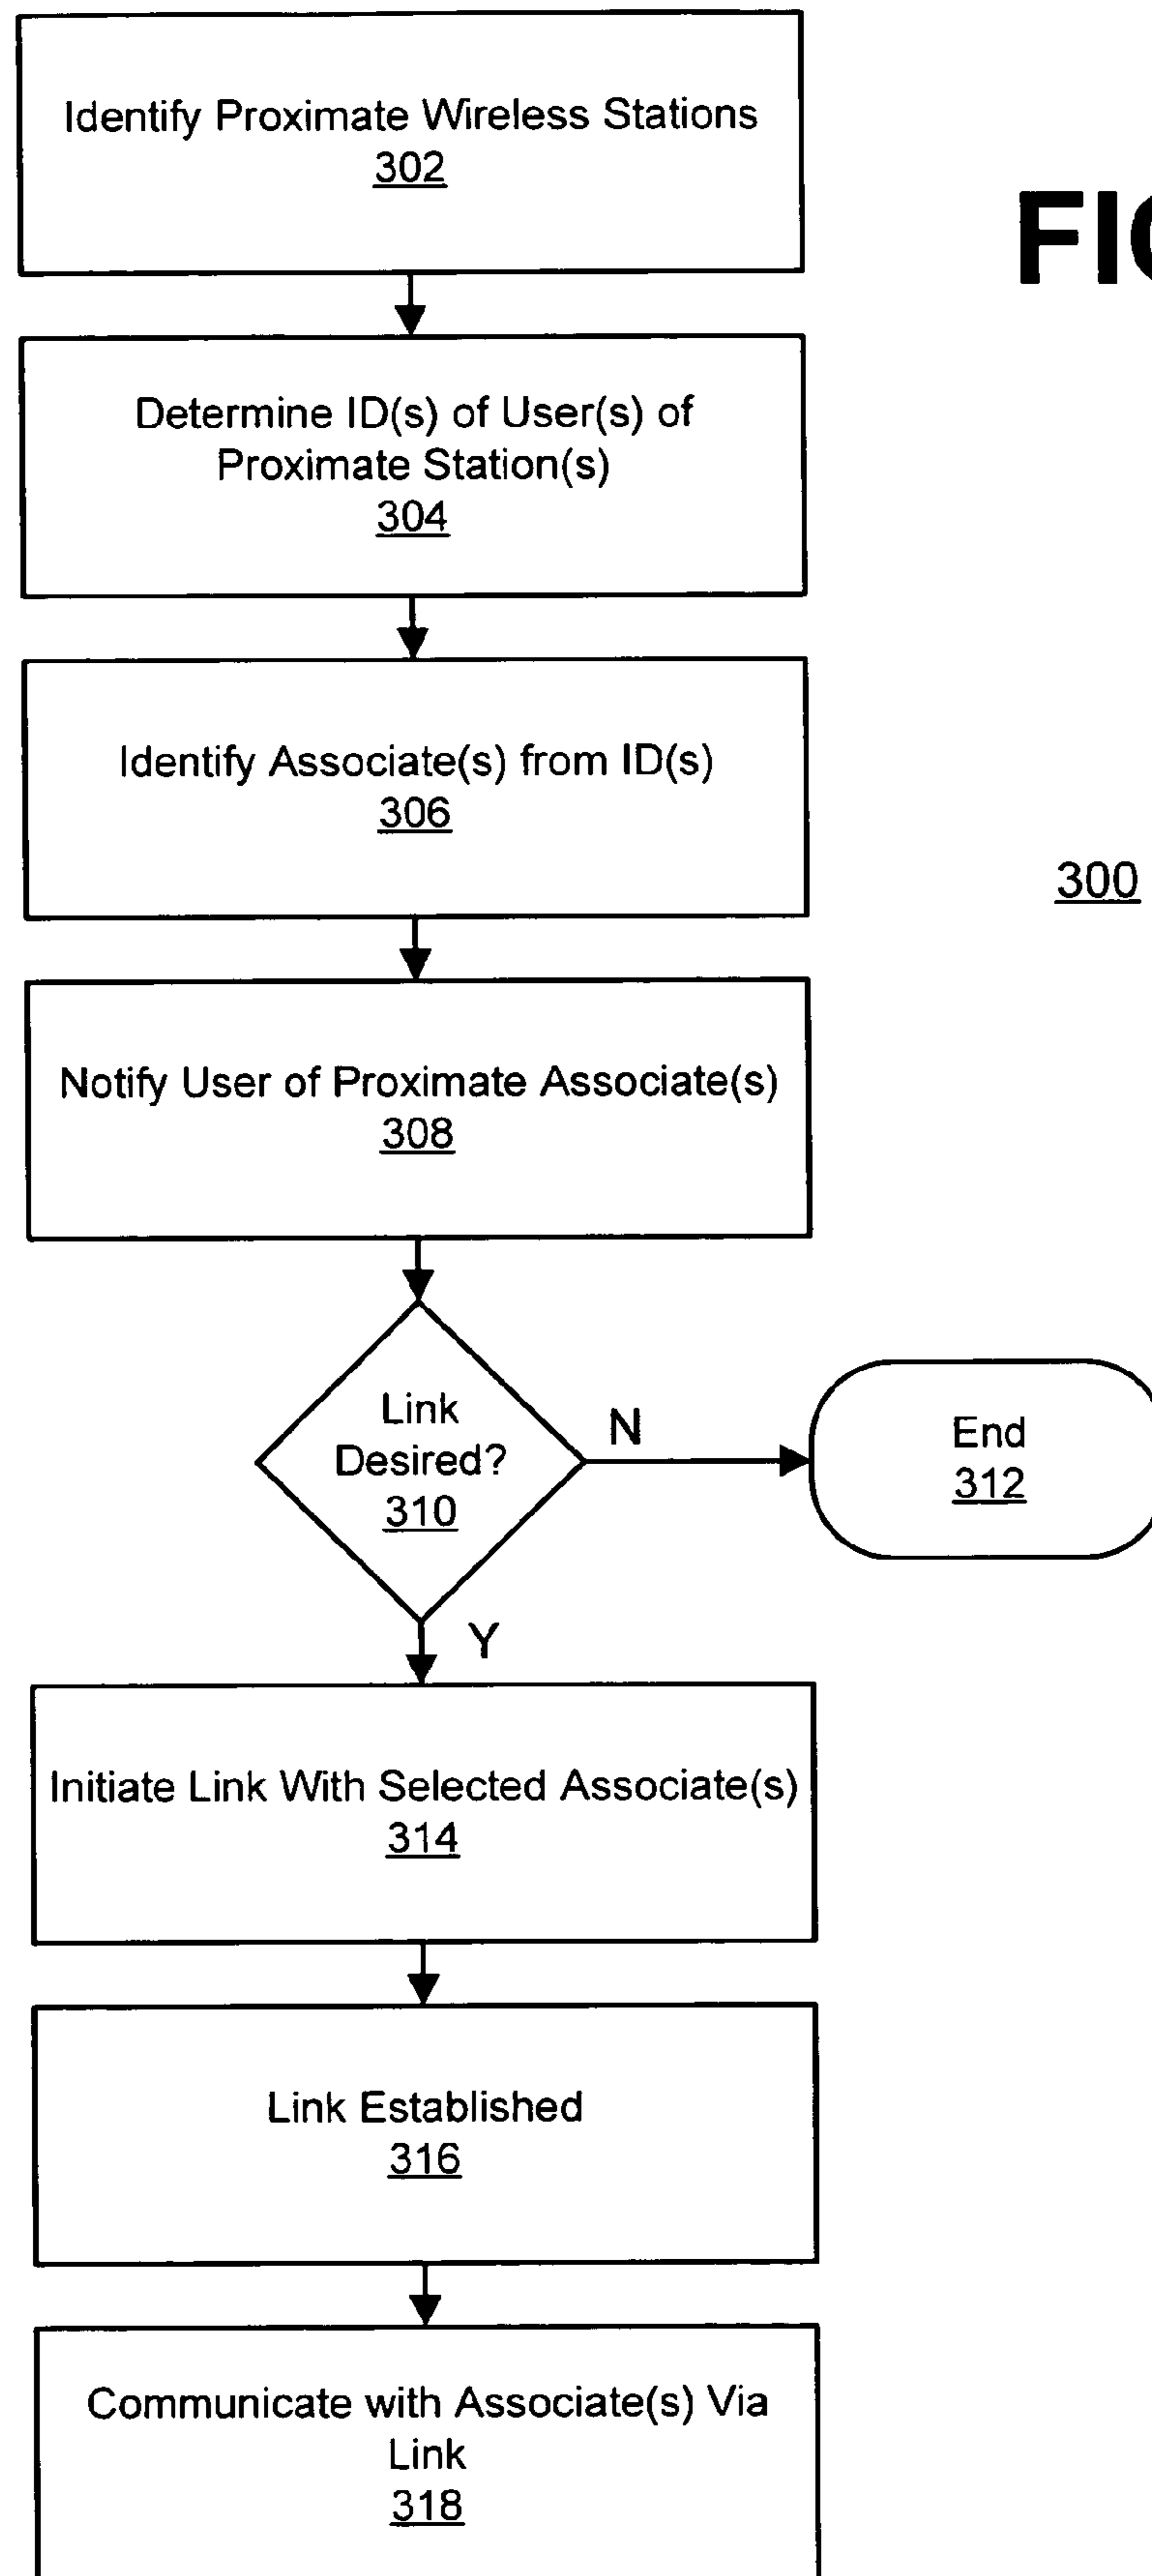 Identify Proximate Wireless Stations
302
FI
Determine ID(s) of User(s) of
Proximate Station(s)
304
Identify Associate(s) from ID(s)
306
300
Notify User of Proximate Associate(s)
308
Link
Desired?
310
N
End
312
Y
Initiate Link With Selected Associate(s)
314
Link Established
316
Communicate with Associate(s) Via
Link
318